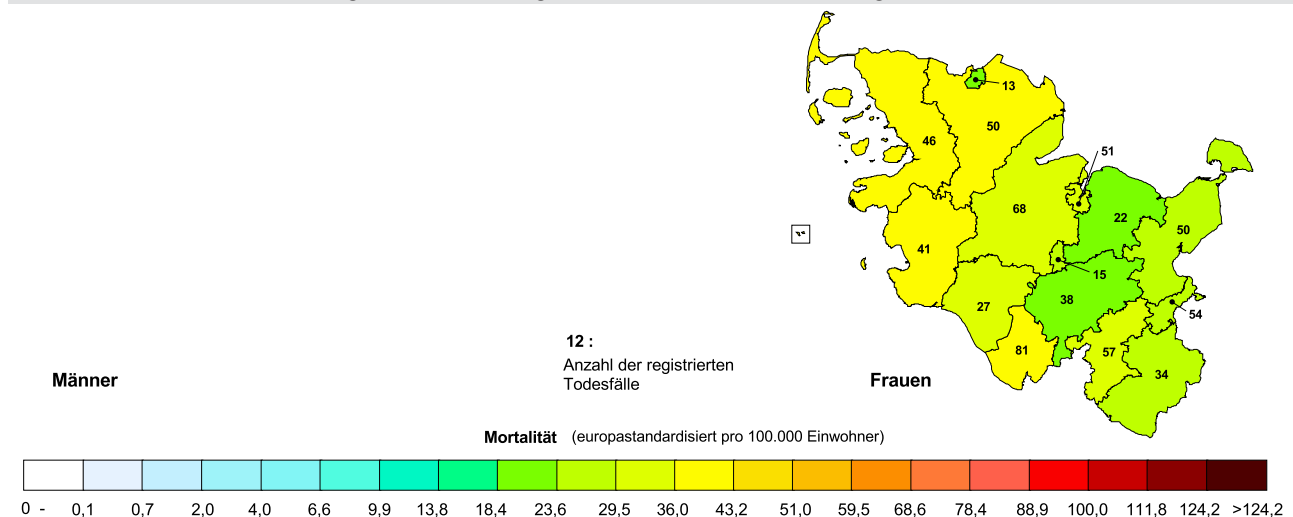 13
50
46
51
68
22
50
41
15
38
27
54
12 :
Anzahl der registrierten
Todesfälle
81
57
34
Männer
Frauen
Mortalität (europastandardisiert pro 100.000 Einwohner)
0 - 0,1 0,7 2,0 4,0 6,6 9,9 13,8 18,4 23,6 29,5 36,0 43,2 51,0 59,5 68,6 78,4 88,9 100,0 111,8 124,2 >124,2